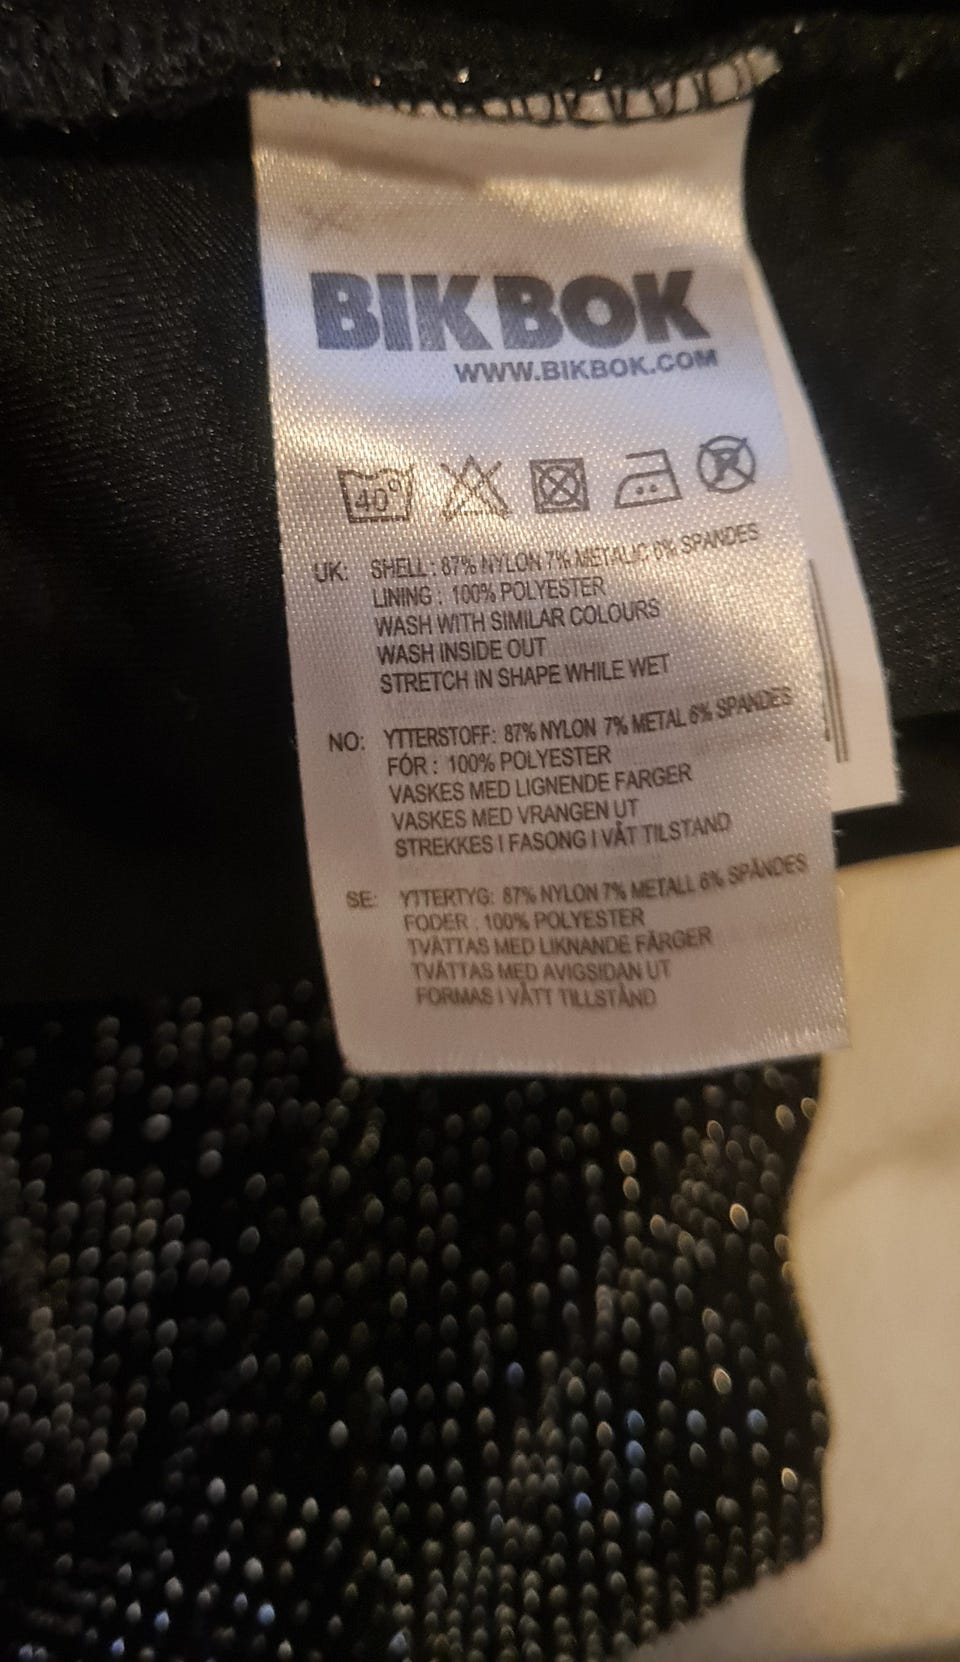 BIK BOK
WWW.BIKBOK.COM
40°
UK: SHELL : 87% NYLON 7% METALIC 6% SPANDES
LINING : 100% POLYESTER
WASH WITH SIMILAR COLOURS
WASH INSIDE OUT
STRETCH IN SHAPE WHILE WET
NO: YTTERSTOFF: 87% NYLON 7% METAL 6% SPANDES
FÓR : 100% POLYESTER
VASKES MED LIGNENDE FARGER
VASKES MED VRANGEN UT
STREKKES I FASONG I VÅT TILSTAND
SE: YTTERTYG: 87% NYLON 7% METALL 6% SPÄNDES
FODER : 100% POLYESTER
TVÄTTAS MED LIKNANDE FÄRGER
TVÄTTAS MED AVIGSIDAN UT
FORMAS I VÅTT TILLSTÅND